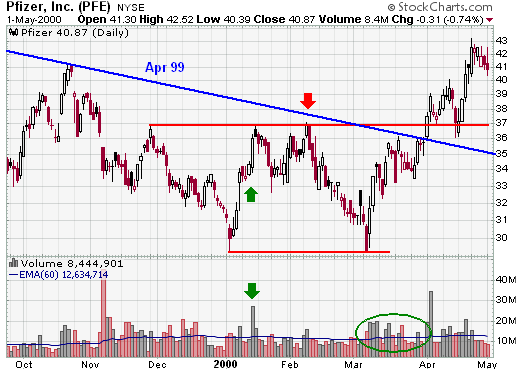 Pfizer, Inc. (PFE) NYSE © StockCharts.com
1-May-2000 Open 41.30 High 42.52 Low 40.39 Close 40.87 Volume 8.4M Chg -0.31 (-0.74%)
Pfizer 40.87 (Daily)
Apr 99
43
42
41
40
39
38
37
36
35
34
33
32
31
30
Volume 8,444,901
EMA(60) 12,634,714
40M
30M
20M
10M
Oct Nov Dec 2000 Feb Mar Apr May